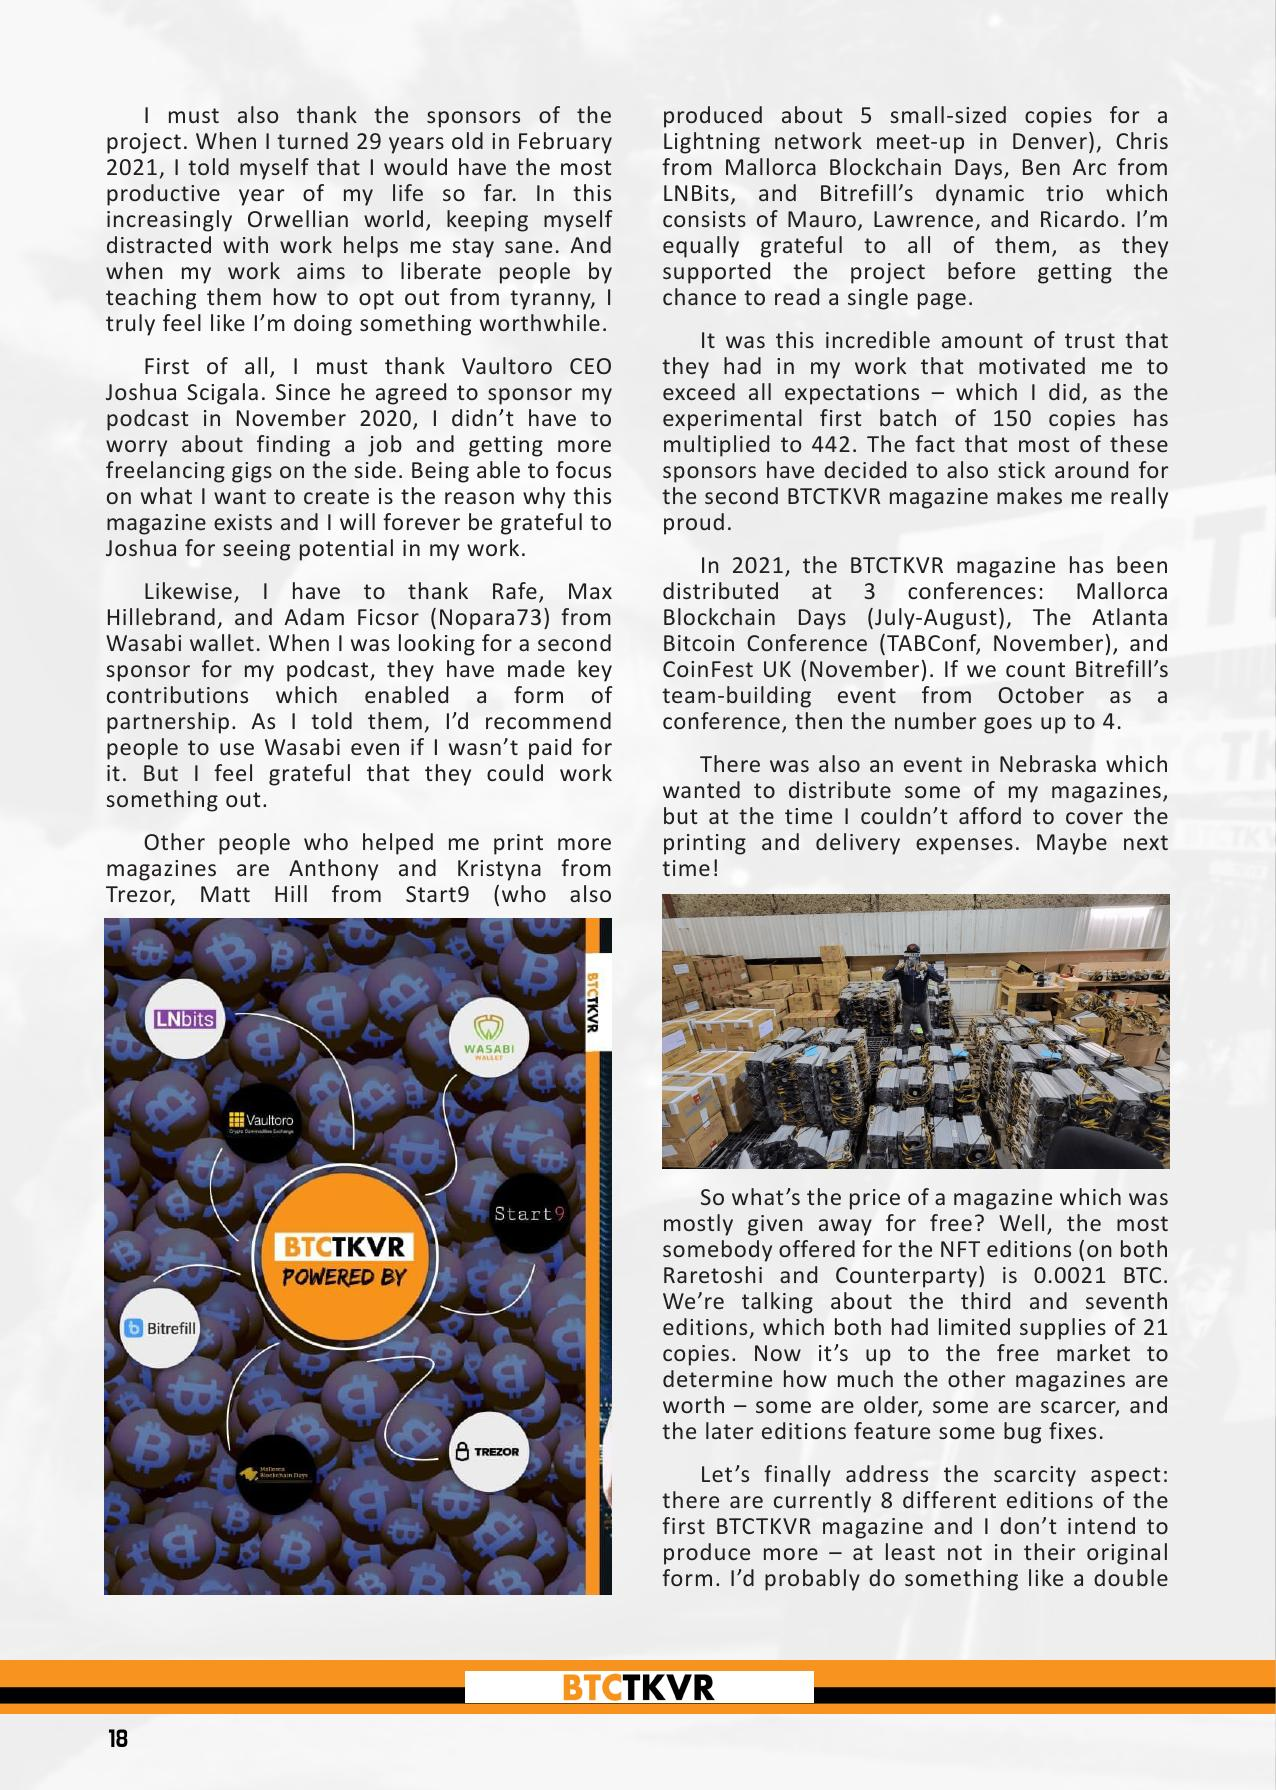 I must also thank the sponsors of the
project. When I turned 29 years old in February
2021, I told myself that I would have the most
productive year of my life so far. In this
increasingly Orwellian world, keeping myself
distracted with work helps me stay sane. And
when my work aims to liberate people by
teaching them how to opt out from tyranny, I
truly feel like I’m doing something worthwhile.
First of all, I must thank Vaultoro CEO
Joshua Scigala. Since he agreed to sponsor my
podcast in November 2020, I didn’t have to
worry about finding a job and getting more
freelancing gigs on the side. Being able to focus
on what I want to create is the reason why this
magazine exists and I will forever be grateful to
Joshua for seeing potential in my work.
Likewise, I have to thank Rafe, Max
Hillebrand, and Adam Ficsor (Nopara73) from
Wasabi wallet. When I was looking for a second
sponsor for my podcast, they have made key
contributions which enabled a form of
partnership. As I told them, I’d recommend
people to use Wasabi even if I wasn’t paid for
it. But I feel grateful that they could work
something out.
Other people who helped me print more
magazines are Anthony and Kristyna from
Trezor, Matt Hill from Start9 (who also
LNbits
WASABI
WALLET
BTCTKVR
Vaultoro
Crypto Commodities Exchange
Start9
BTCTKVR
POWERED BY
Bitrefill
TREZOR
Mallorca
Blockchain Days
produced about 5 small-sized copies for a
Lightning network meet-up in Denver), Chris
from Mallorca Blockchain Days, Ben Arc from
LNBits, and Bitrefill’s dynamic trio which
consists of Mauro, Lawrence, and Ricardo. I’m
equally grateful to all of them, as they
supported the project before getting the
chance to read a single page.
It was this incredible amount of trust that
they had in my work that motivated me to
exceed all expectations – which I did, as the
experimental first batch of 150 copies has
multiplied to 442. The fact that most of these
sponsors have decided to also stick around for
the second BTCTKVR magazine makes me really
proud.
In 2021, the BTCTKVR magazine has been
distributed at 3 conferences: Mallorca
Blockchain Days (July-August), The Atlanta
Bitcoin Conference (TABConf, November), and
CoinFest UK (November). If we count Bitrefill’s
team-building event from October as a
conference, then the number goes up to 4.
There was also an event in Nebraska which
wanted to distribute some of my magazines,
but at the time I couldn’t afford to cover the
printing and delivery expenses. Maybe next
time!
So what’s the price of a magazine which was
mostly given away for free? Well, the most
somebody offered for the NFT editions (on both
Raretoshi and Counterparty) is 0.0021 BTC.
We’re talking about the third and seventh
editions, which both had limited supplies of 21
copies. Now it’s up to the free market to
determine how much the other magazines are
worth – some are older, some are scarcer, and
the later editions feature some bug fixes.
Let’s finally address the scarcity aspect:
there are currently 8 different editions of the
first BTCTKVR magazine and I don’t intend to
produce more – at least not in their original
form. I’d probably do something like a double
BTCTKVR
18